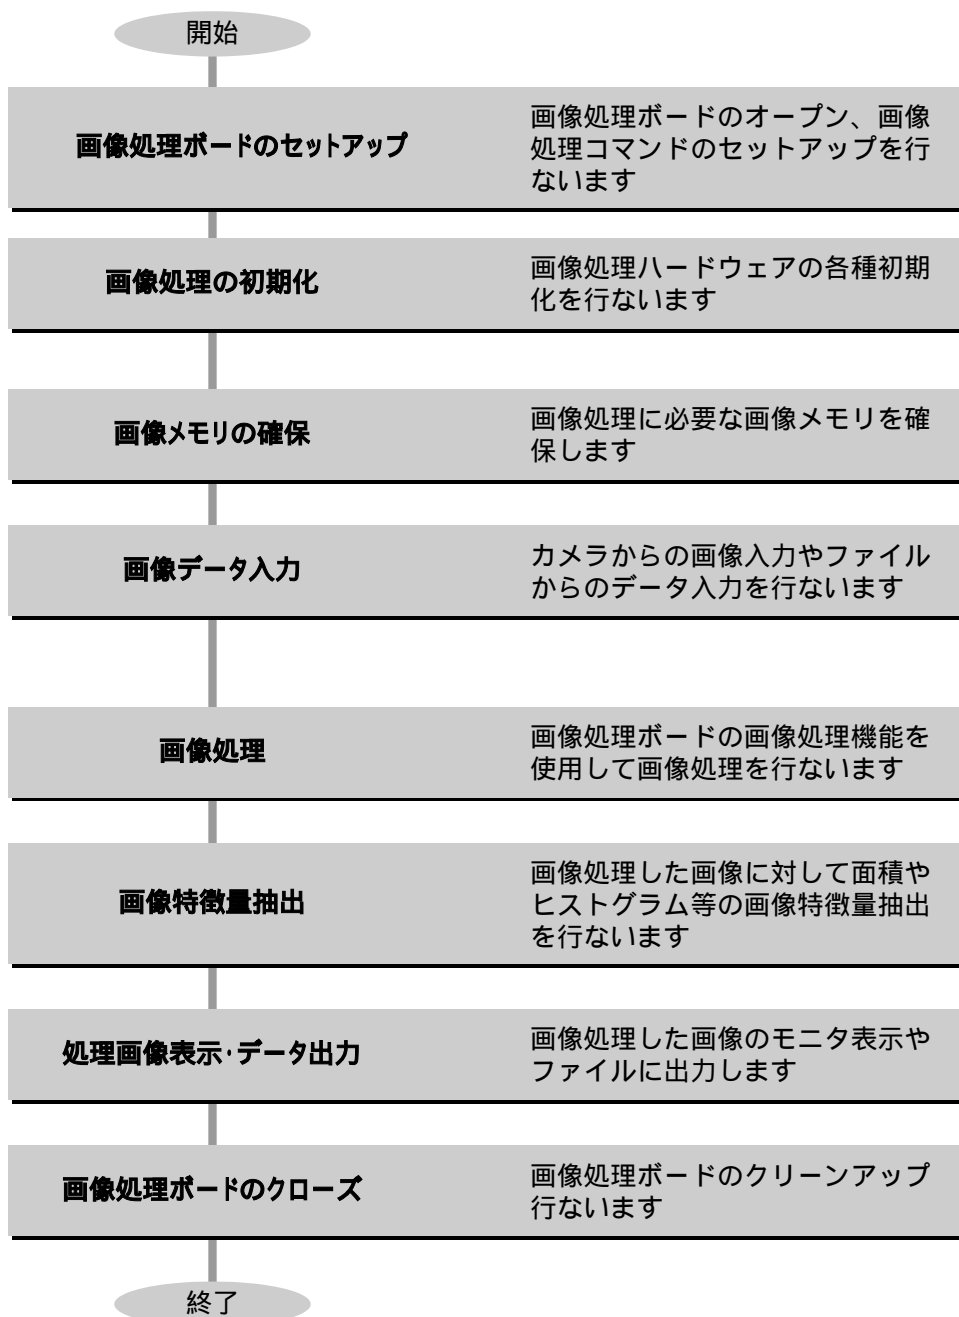 開始
画像処理ボードのセットアップ
画像処理ボードのオープン、画像
処理コマンドのセットアップを行
ないます
画像処理の初期化
画像処理ハードウェアの各種初期
化を行ないます
画像メモリの確保
画像処理に必要な画像メモリを確
保します
画像データ入力
カメラからの画像入力やファイル
からのデータ入力を行ないます
画像処理
画像処理ボードの画像処理機能を
使用して画像処理を行ないます
画像特徴量抽出
画像処理した画像に対して面積や
ヒストグラム等の画像特徴量抽出
を行ないます
処理画像表示・データ出力
画像処理した画像のモニタ表示や
ファイルに出力します
画像処理ボードのクローズ
画像処理ボードのクリーンアップ
行ないます
終了